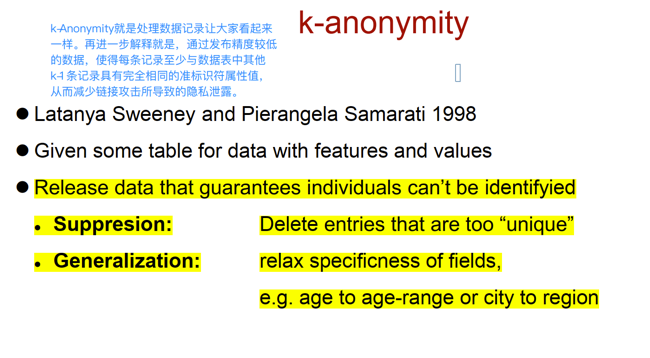 k-anonymity
k-Anonymity就是处理数据记录让大家看起来
一样。再进一步解释就是，通过发布精度较低
的数据，使得每条记录至少与数据表中其他
k-1 条记录具有完全相同的准标识符属性值，
从而减少链接攻击所导致的隐私泄露。
● Latanya Sweeney and Pierangela Samarati 1998
● Given some table for data with features and values
● Release data that guarantees individuals can't be identifyied
• Suppresion: Delete entries that are too “unique”
• Generalization: relax specificness of fields,
e.g. age to age-range or city to region